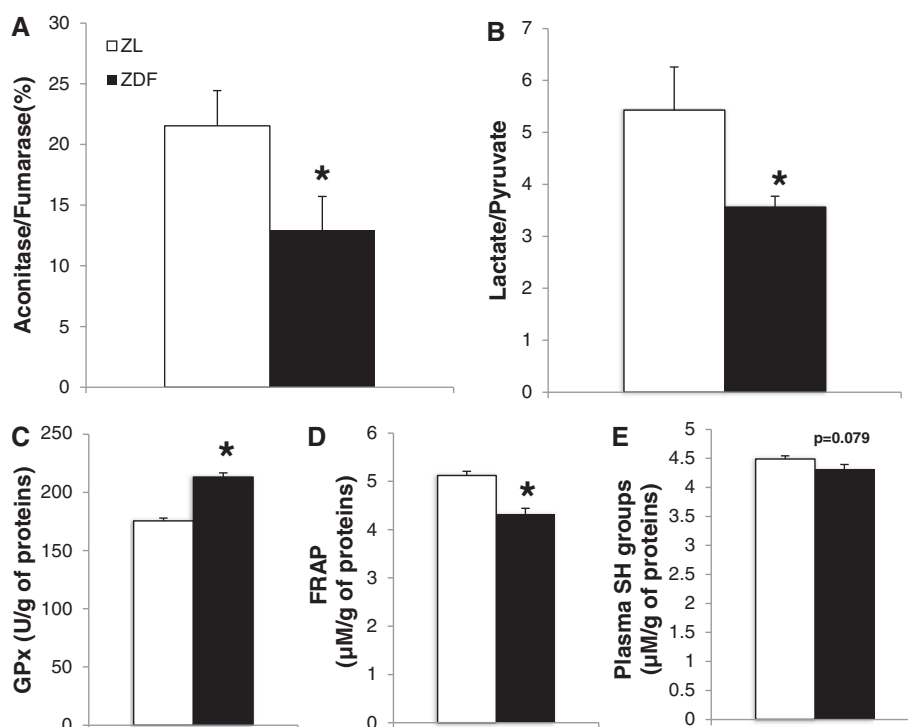 A
Aconitase/Fumarase(%)
30
25
20
15
10
5
0
ZL
ZDF
*
B
Lactate/Pyruvate
7
6
5
4
3
2
1
0
*
C
GPx (U/g of proteins)
250
200
150
100
50
0
*
D
FRAP
(µM/g of proteins)
6
5
4
3
4
1
0
*
E
Plasma SH groups
(µM/g of proteins)
5
4.5
4
3.5
4
2.5
2
1.5
1
0.5
0
p=0.079